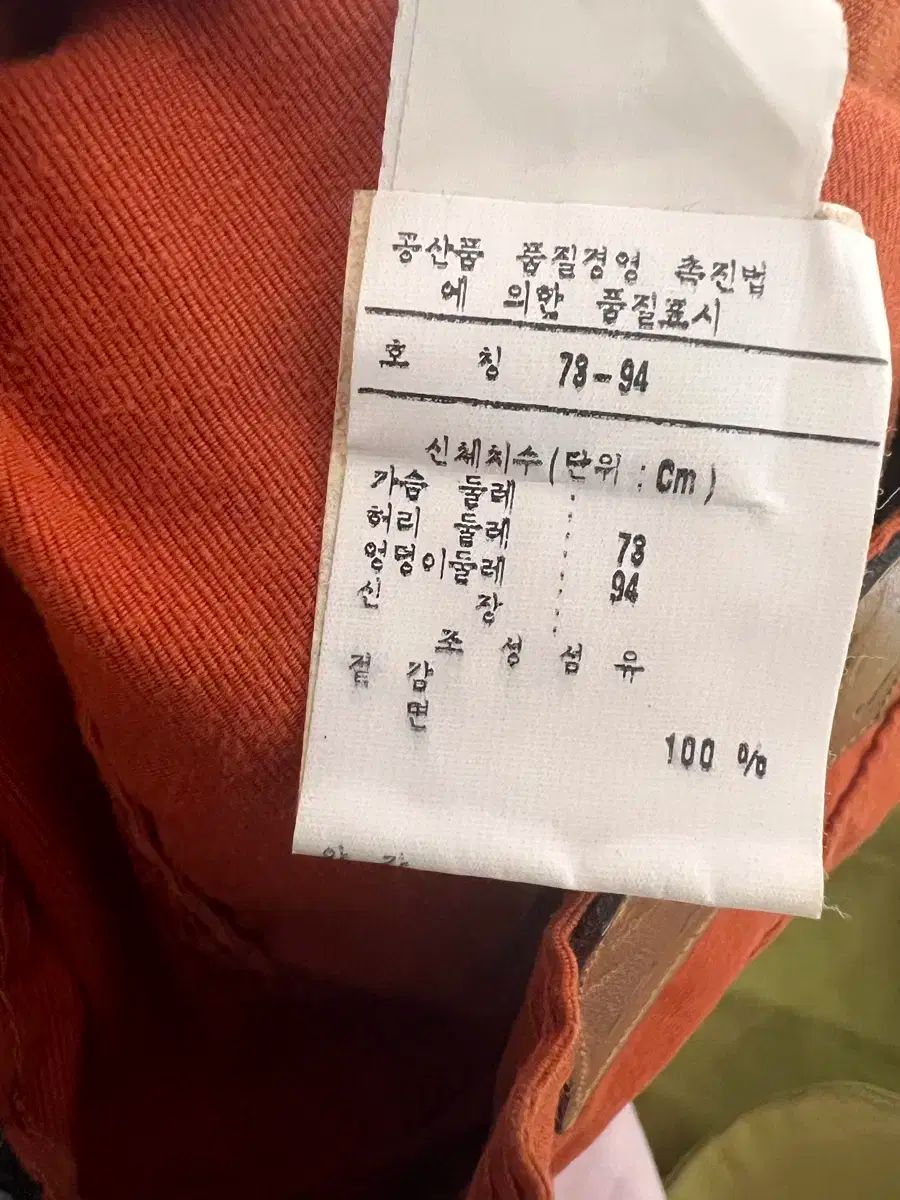 공산품 품질경영 촉진법
에 의한 품질표시
호 칭 73-94
신체치수(단위 : Cm)
가슴 둘레 :
허리 둘레 : 73
엉덩이둘레 : 94
신 장 :
조 성 섬 유
겉 감
면 100 %